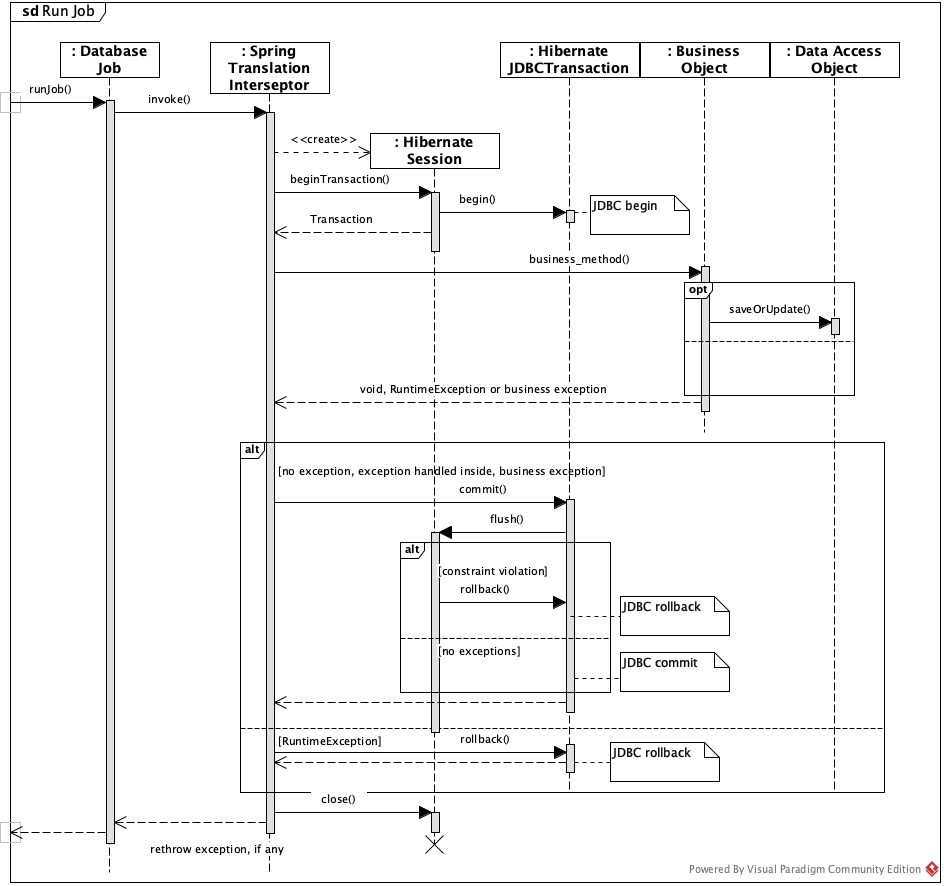 sd Run Job
: Database
Job
: Spring
Translation
Interseptor
: Hibernate
JDBCTransaction
: Business
Object
: Data Access
Object
runJob()
invoke()
<<create>>
: Hibernate
Session
beginTransaction()
begin()
JDBC begin
Transaction
business_method()
opt
saveOrUpdate()
void, RuntimeException or business exception
alt
[no exception, exception handled inside, business exception]
commit()
flush()
alt
[constraint violation]
rollback()
JDBC rollback
[no exceptions]
JDBC commit
[RuntimeException]
rollback()
JDBC rollback
close()
rethrow exception, if any
Powered By Visual Paradigm Community Edition